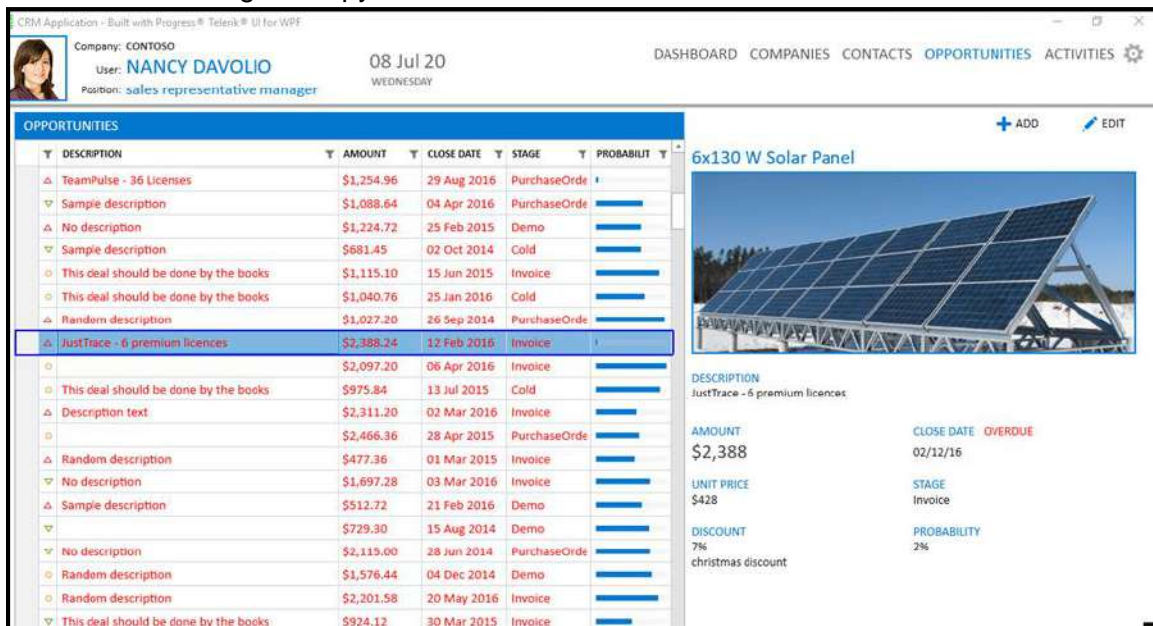 CRM Application - Built with Progress® Telerik® UI for WPF
Company: CONTOSO
User: NANCY DAVOLIO
Position: sales representative manager
08 Jul 20
WEDNESDAY
DASHBOARD COMPANIES CONTACTS OPPORTUNITIES ACTIVITIES
OPPORTUNITIES
ADD EDIT
DESCRIPTION AMOUNT CLOSE DATE STAGE PROBABILIT
TeamPulse - 36 Licenses $1,254.96 29 Aug 2016 PurchaseOrde
Sample description $1,088.64 04 Apr 2016 PurchaseOrde
No description $1,224.72 25 Feb 2015 Demo
Sample description $681.45 02 Oct 2014 Cold
This deal should be done by the books $1,115.10 15 Jun 2015 Invoice
This deal should be done by the books $1,040.76 25 Jan 2016 Cold
Random description $1,027.20 26 Sep 2014 PurchaseOrde
JustTrace - 6 premium licences $2,388.24 12 Feb 2016 Invoice
$2,097.20 06 Apr 2016 Invoice
This deal should be done by the books $975.84 13 Jul 2015 Cold
Description text $2,311.20 02 Mar 2016 Invoice
$2,466.36 28 Apr 2015 PurchaseOrde
Random description $477.36 01 Mar 2015 Invoice
No description $1,697.28 03 Mar 2016 Invoice
Sample description $512.72 21 Feb 2016 Demo
$729.30 15 Aug 2014 Demo
No description $2,115.00 28 Jun 2014 PurchaseOrde
Random description $1,576.44 04 Dec 2014 Demo
Random description $2,201.58 20 May 2016 Invoice
This deal should be done by the books $924.12 30 Mar 2015 Invoice
6x130 W Solar Panel
DESCRIPTION
JustTrace - 6 premium licences
AMOUNT CLOSE DATE OVERDUE
$2,388 02/12/16
UNIT PRICE STAGE
$428 Invoice
DISCOUNT PROBABILITY
7% 2%
christmas discount